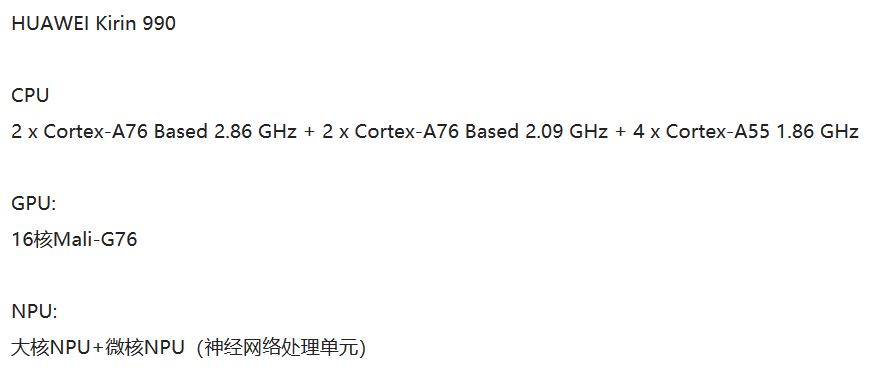 HUAWEI Kirin 990
CPU
2 x Cortex-A76 Based 2.86 GHz + 2 x Cortex-A76 Based 2.09 GHz + 4 x Cortex-A55 1.86 GHz
GPU:
16核Mali-G76
NPU:
大核NPU+微核NPU（神经网络处理单元）